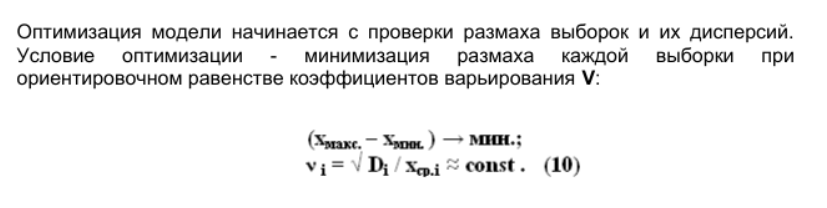 Оптимизация модели начинается с проверки размаха выборок и их дисперсий.
Условие оптимизации - минимизация размаха каждой выборки при
ориентировочном равенстве коэффициентов варьирования V:
(xмакс. – xмин. ) → мин.;
v i = √ Di / xср.i ≈ const . (10)